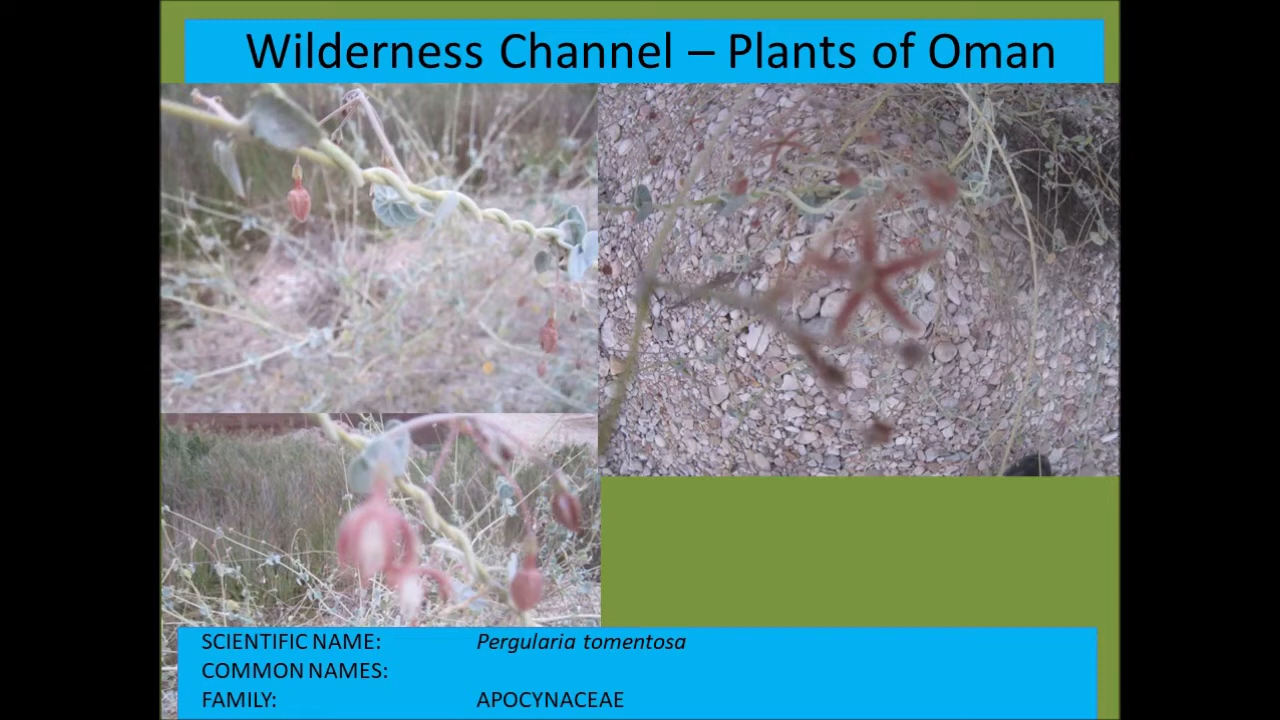 Wilderness Channel – Plants of Oman
SCIENTIFIC NAME: Pergularia tomentosa
COMMON NAMES:
FAMILY: APOCYNACEAE